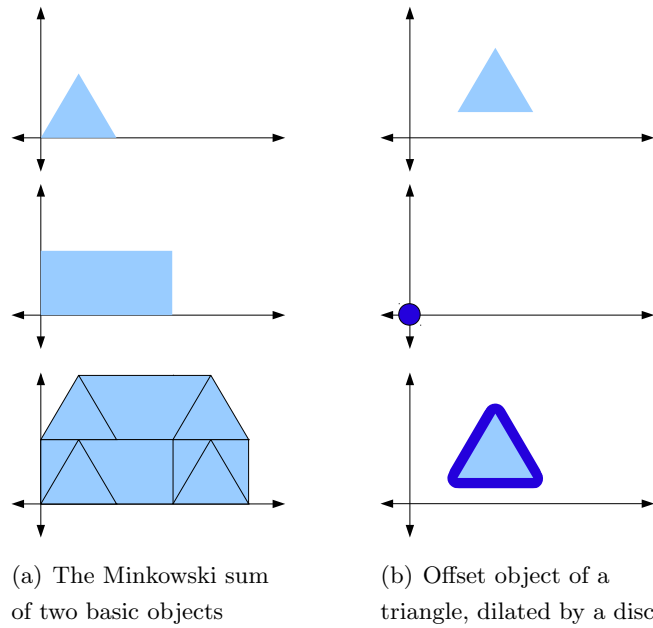 (a) The Minkowski sum
of two basic objects
(b) Offset object of a
triangle, dilated by a disc